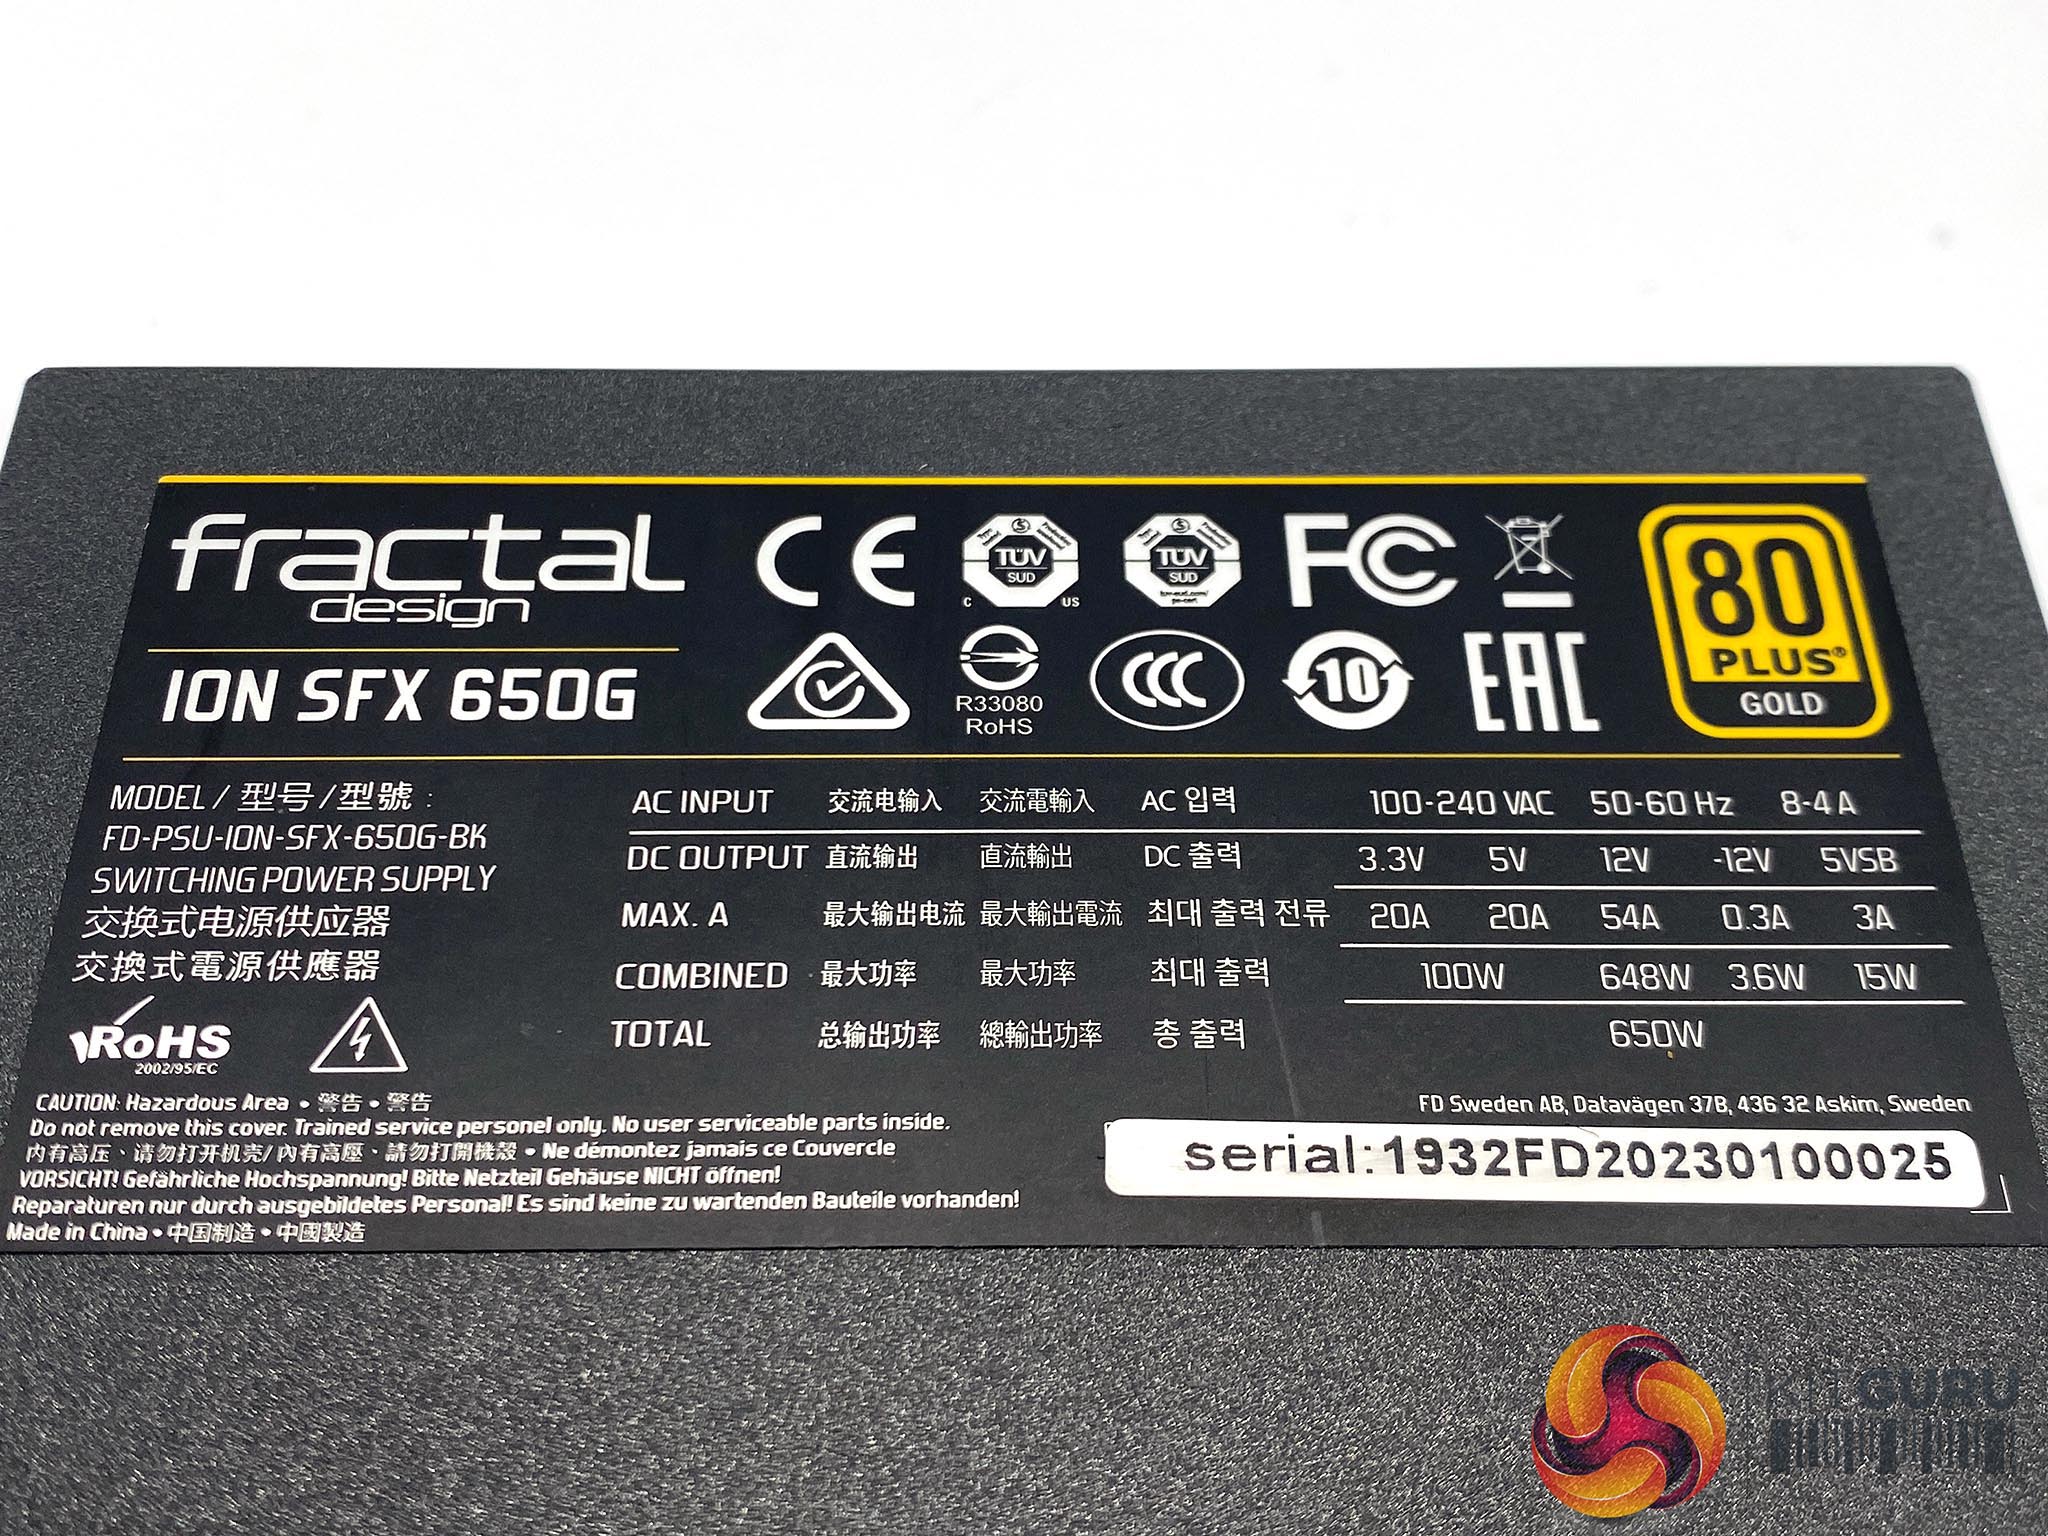 fractal
design
ION SFX 650G
CE
TÜV
SUD
C US
TÜV
SUD
FC
R33080
RoHS
CCC
10
EAC
80
PLUS®
GOLD
MODEL / 型号 / 型號 :
FD-PSU-ION-SFX-650G-BK
SWITCHING POWER SUPPLY
交换式电源供应器
交換式電源供應器
RoHS
2002/95/EC
AC INPUT 交流电输入 交流電輸入 AC 입력 100-240 VAC 50-60 Hz 8-4 A
DC OUTPUT 直流输出 直流輸出 DC 출력 3.3V 5V 12V -12V 5VSB
MAX. A 最大输出电流 最大輸出電流 최대 출력 전류 20A 20A 54A 0.3A 3A
COMBINED 最大功率 最大功率 최대 출력 100W 648W 3.6W 15W
TOTAL 总输出功率 總輸出功率 총 출력 650W
CAUTION: Hazardous Area • 警告 • 警告
Do not remove this cover. Trained service personel only. No user serviceable parts inside.
内有高压、请勿打开机壳/ 內有高壓、請勿打開機殼 • Ne démontez jamais ce Couvercle
VORSICHT! Gefährliche Hochspannung! Bitte Netzteil Gehäuse NICHT öffnen!
Reparaturen nur durch ausgebildetes Personal! Es sind keine zu wartenden Bauteile vorhanden!
Made in China • 中国制造 • 中國製造
FD Sweden AB, Datavägen 37B, 436 32 Askim, Sweden
serial:1932FD20230100025
KITGURU